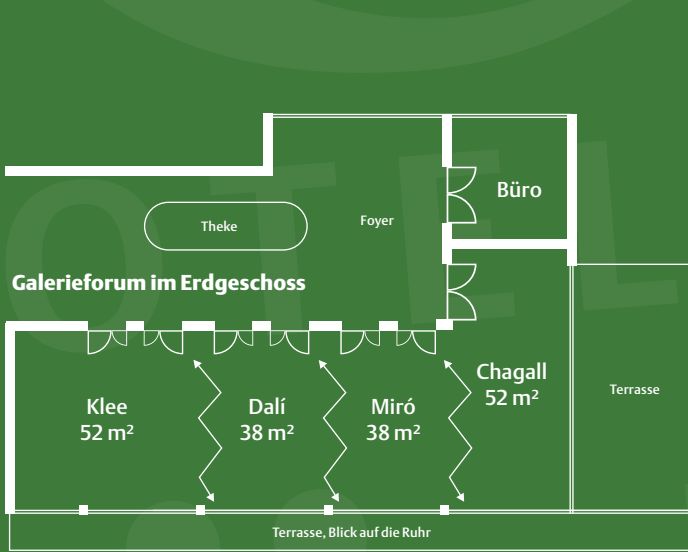 Büro
Theke
Foyer
Galerieforum im Erdgeschoss
Klee
52 m²
Dalí
38 m²
Miró
38 m²
Chagall
52 m²
Terrasse
Terrasse, Blick auf die Ruhr
OTEL